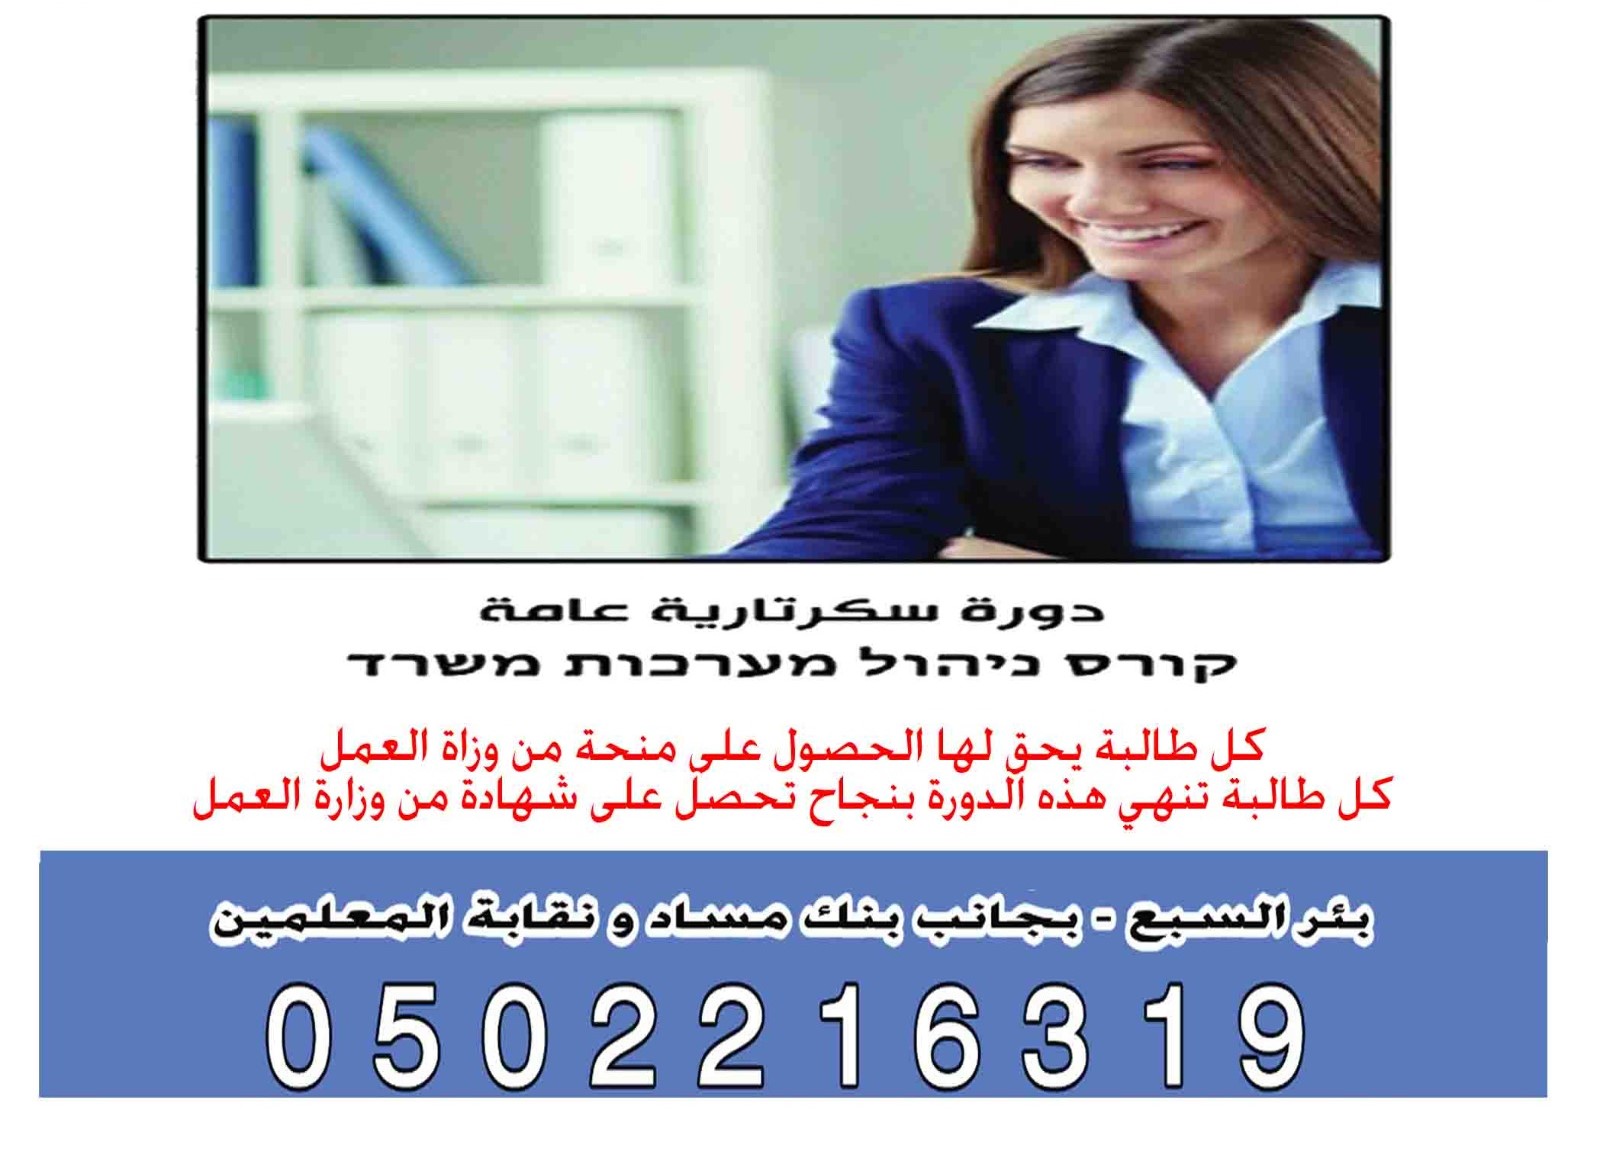 دورة سكرتارية عامة
קורס ניהול מערכות משרד
كل طالبة يحق لها الحصول على منحة من وزاة العمل
كل طالبة تنهي هذه الدورة بنجاح تحصل على شهادة من وزارة العمل
بئر السبع - بجانب بنك مساد و نقابة المعلمين
0502216319